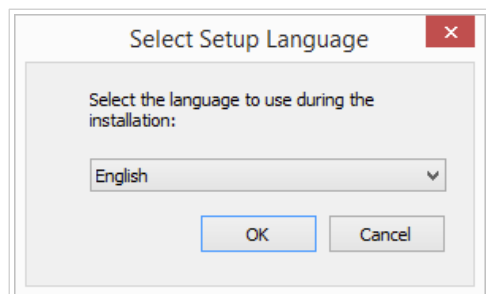 Select Setup Language
Select the language to use during the
installation:
English
OK
Cancel